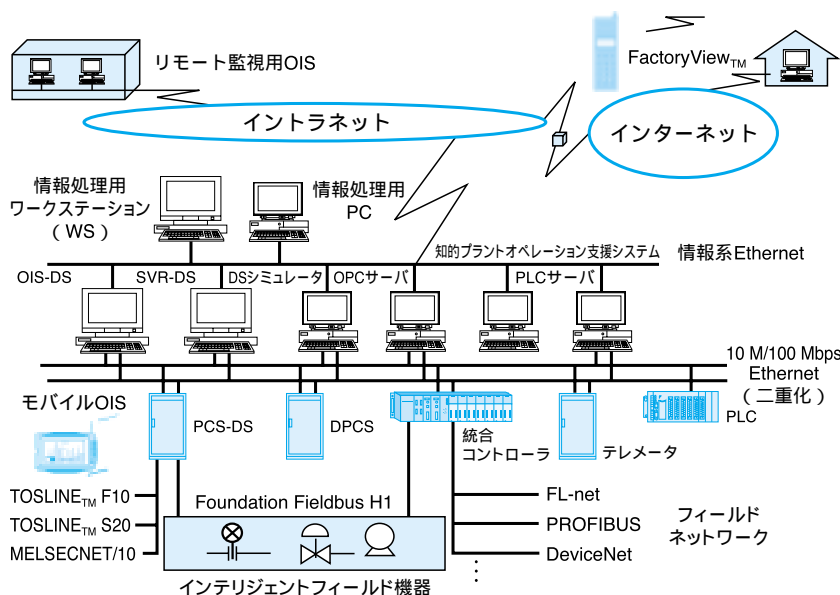 リモート監視用OIS
FactoryViewTM
イントラネット
インターネット
情報処理用
ワークステーション
（WS）
情報処理用
PC
知的プラントオペレーション支援システム
情報系Ethernet
OIS-DS
SVR-DS
DSシミュレータ
OPCサーバ
PLCサーバ
10 M/100 Mbps
Ethernet
（二重化）
モバイルOIS
PCS-DS
DPCS
統合
コントローラ
テレメータ
PLC
TOSLINETM F10
TOSLINETM S20
MELSECNET/10
Foundation Fieldbus H1
インテリジェントフィールド機器
FL-net
PROFIBUS
DeviceNet
⋮
フィールド
ネットワーク